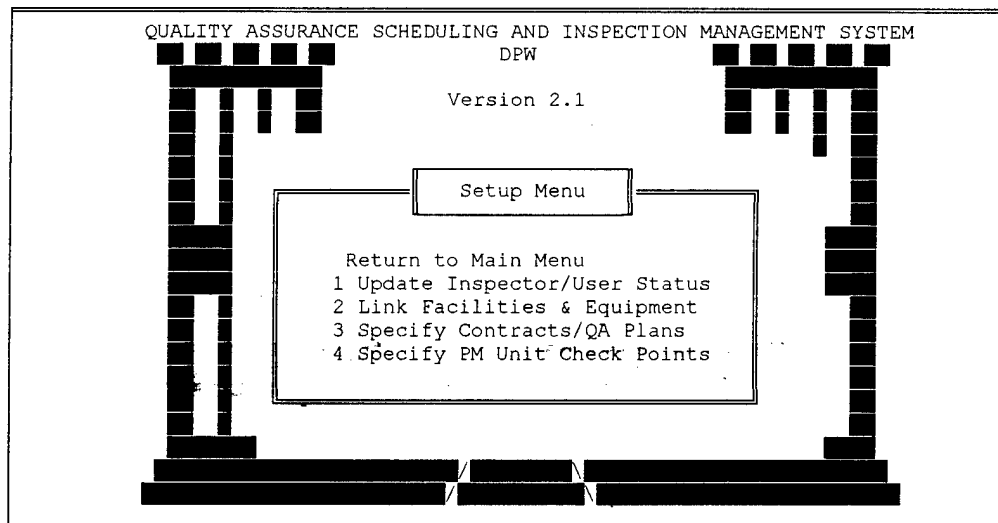 QUALITY ASSURANCE SCHEDULING AND INSPECTION MANAGEMENT SYSTEM
DPW
Version 2.1
Setup Menu
Return to Main Menu
1 Update Inspector/User Status
2 Link Facilities & Equipment
3 Specify Contracts/QA Plans
4 Specify PM Unit Check Points